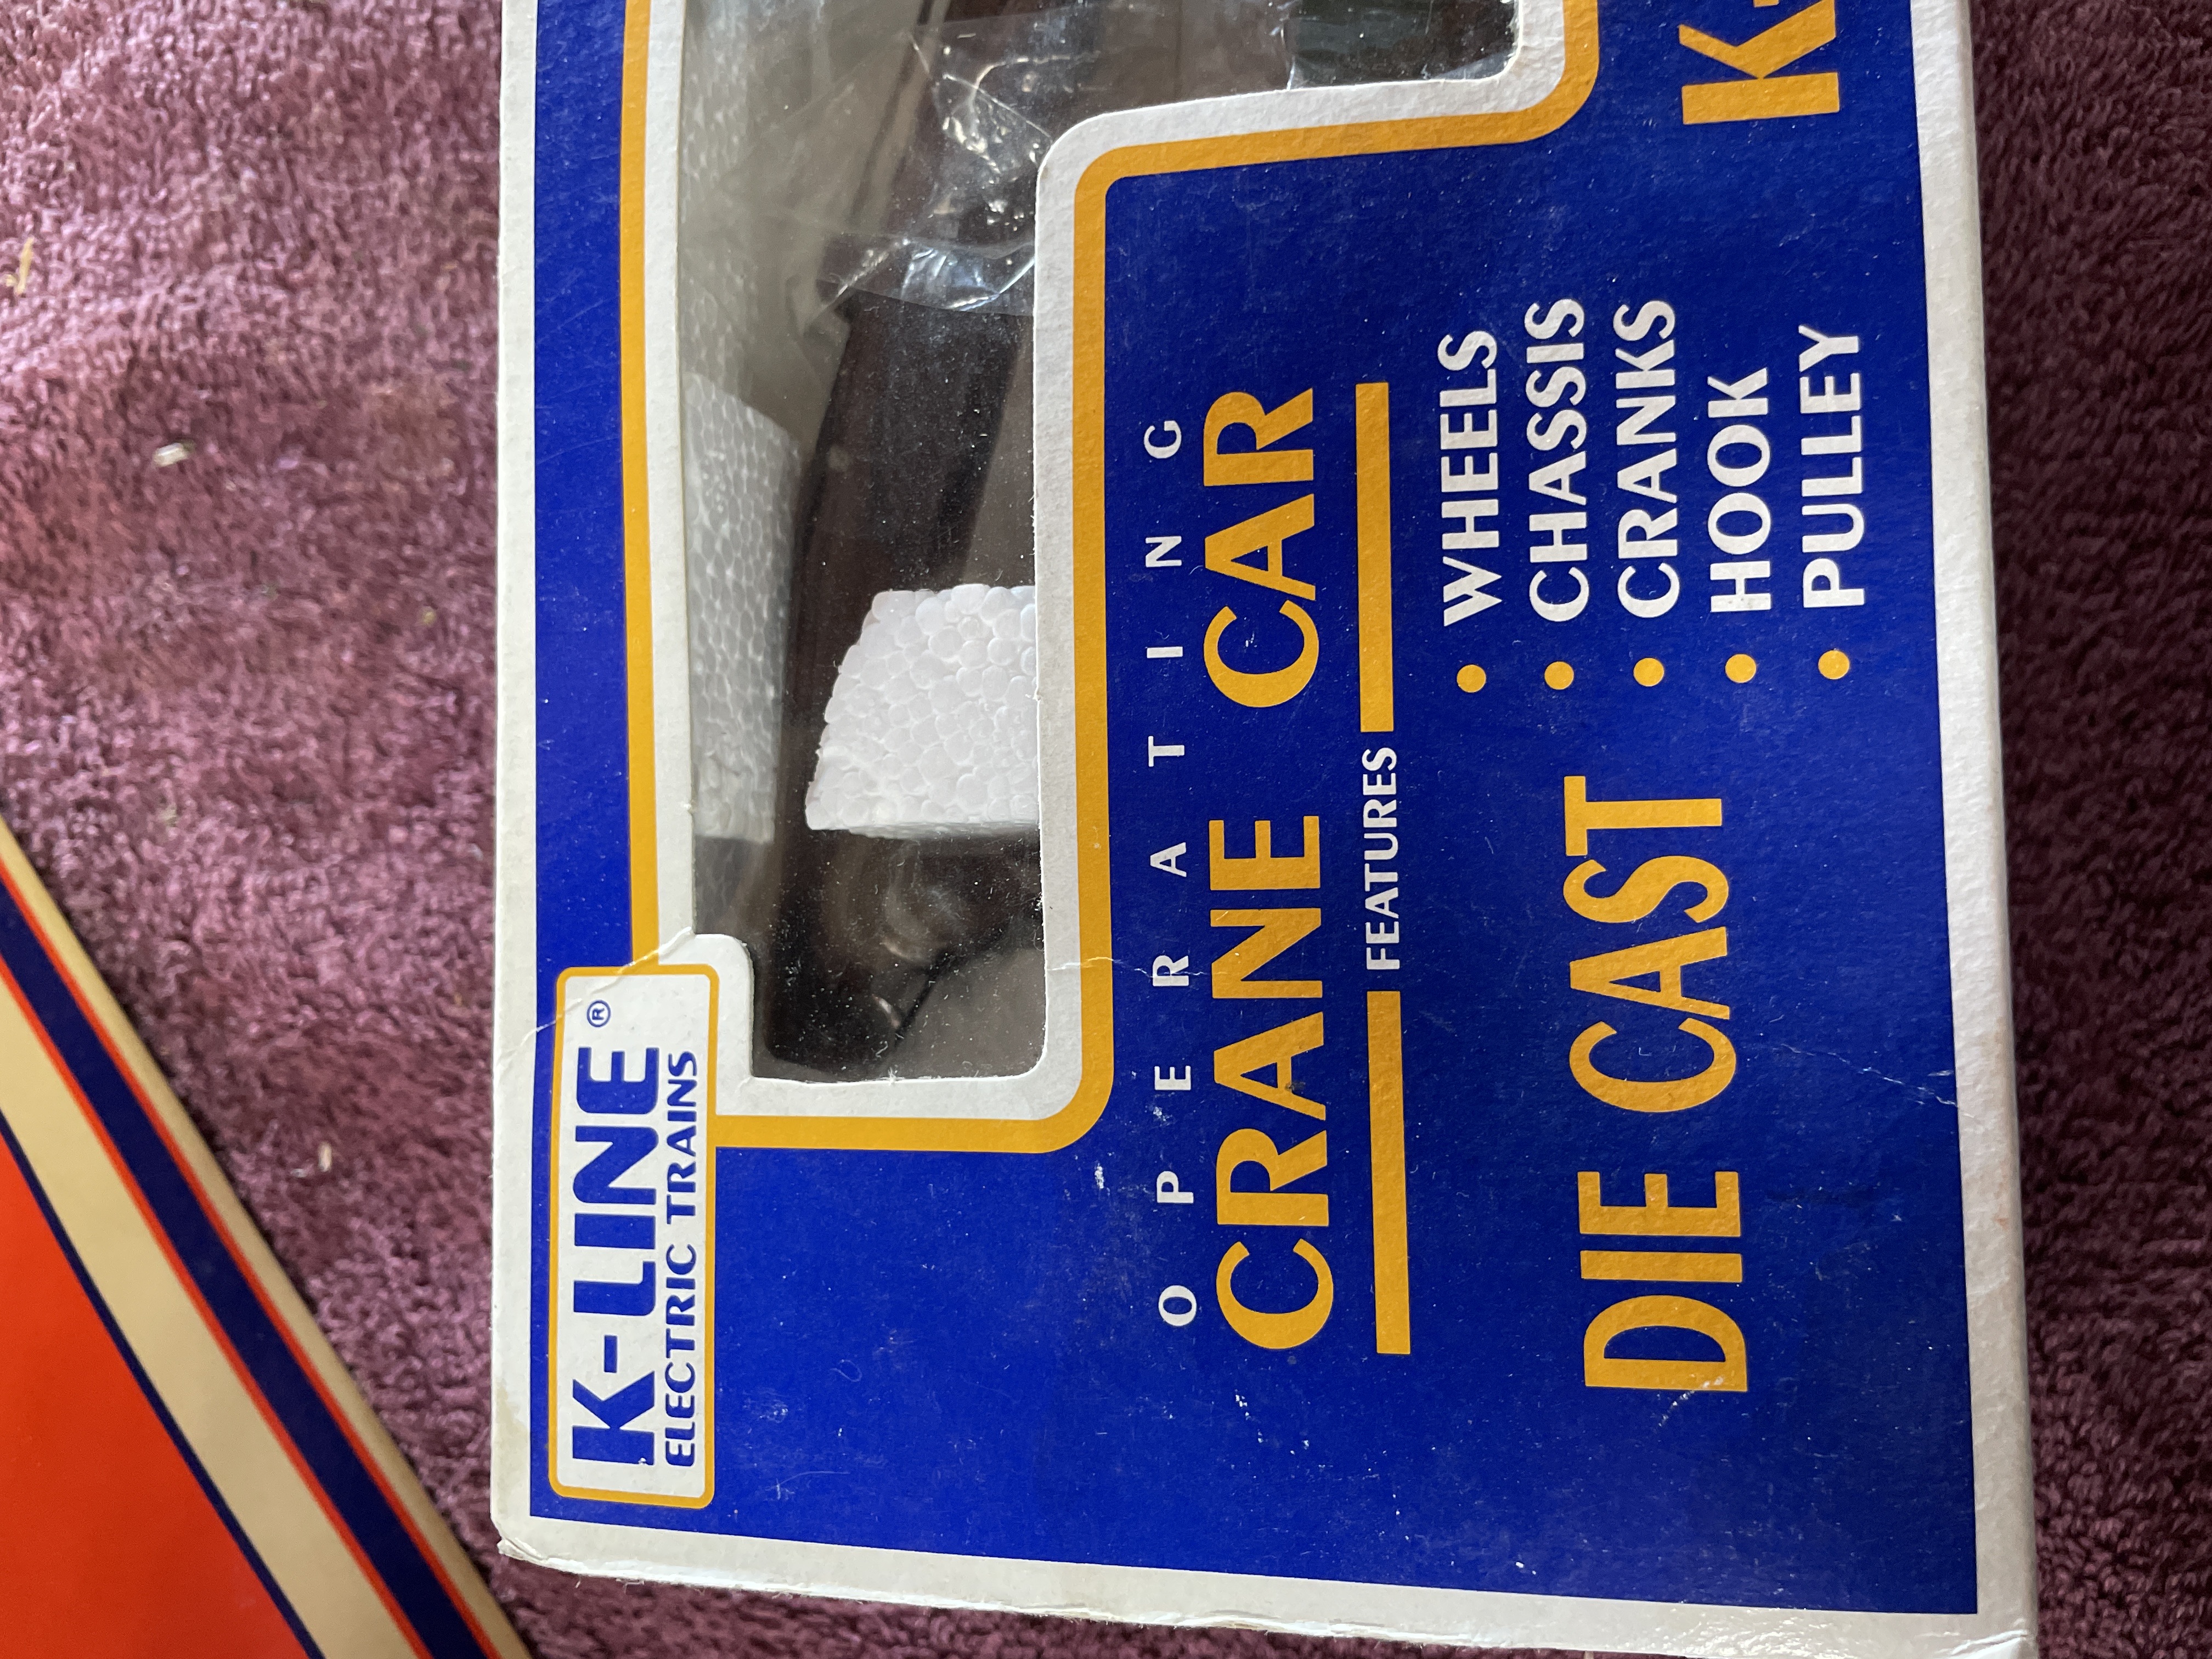 K-LINE®
ELECTRIC TRAINS
OPERATING
CRANE CAR
FEATURES
DIE CAST
• WHEELS
• CHASSIS
• CRANKS
• HOOK
• PULLEY
K-